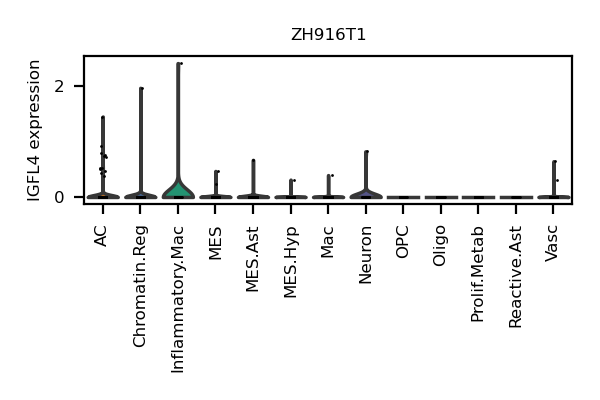 ZH916T1
IGFL4 expression
2
0
AC
Chromatin.Reg
Inflammatory.Mac
MES
MES.Ast
MES.Hyp
Mac
Neuron
OPC
Oligo
Prolif.Metab
Reactive.Ast
Vasc